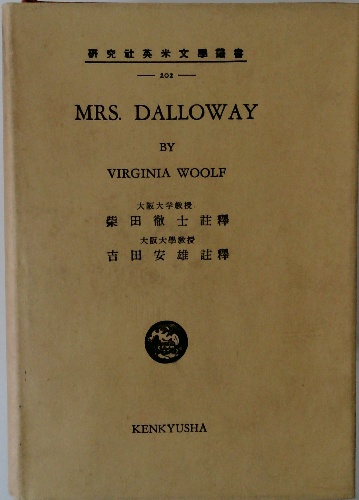 研究社英米文學叢書
202
MRS. DALLOWAY
BY
VIRGINIA WOOLF
大阪大学教授
柴田徹士註釋
大阪大學教授
吉田安雄註釋
KENKYUSHA